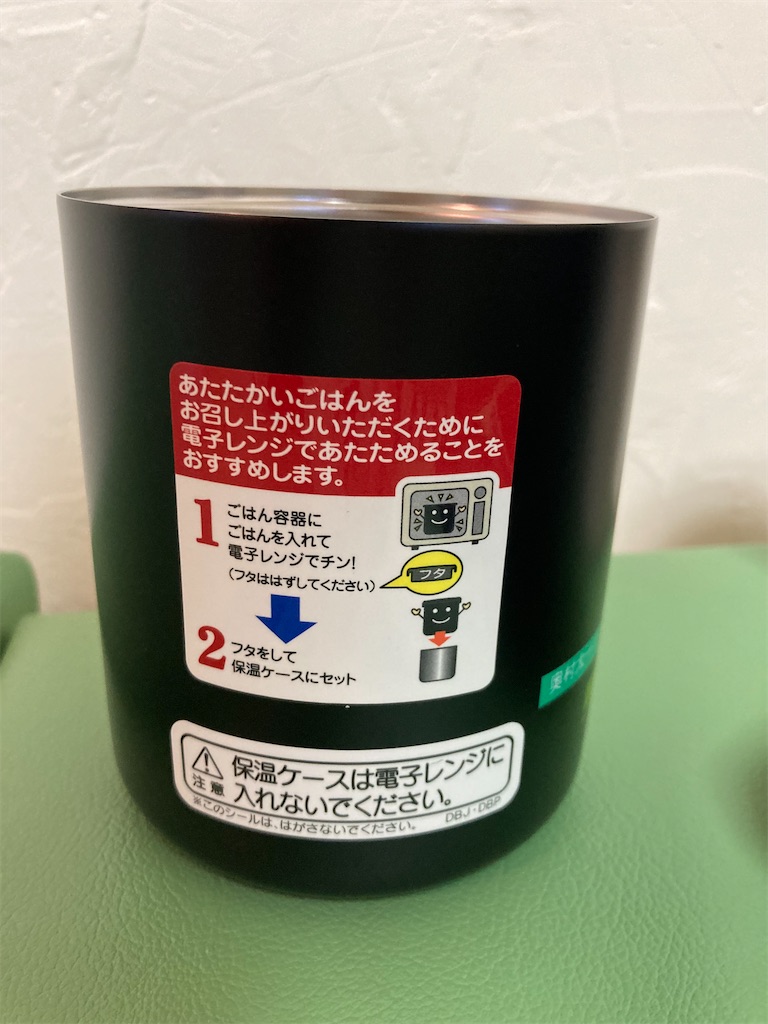 あたたかいごはんを
お召し上がりいただくために
電子レンジであたためることを
おすすめします。
1 ごはん容器に
ごはんを入れて
電子レンジでチン!
(フタははずしてください)
フタ
2 フタをして
保温ケースにセット
注意
保温ケースは電子レンジに
入れないでください。
※このシールは、はがさないでください。 DBJ・DBP
奥村